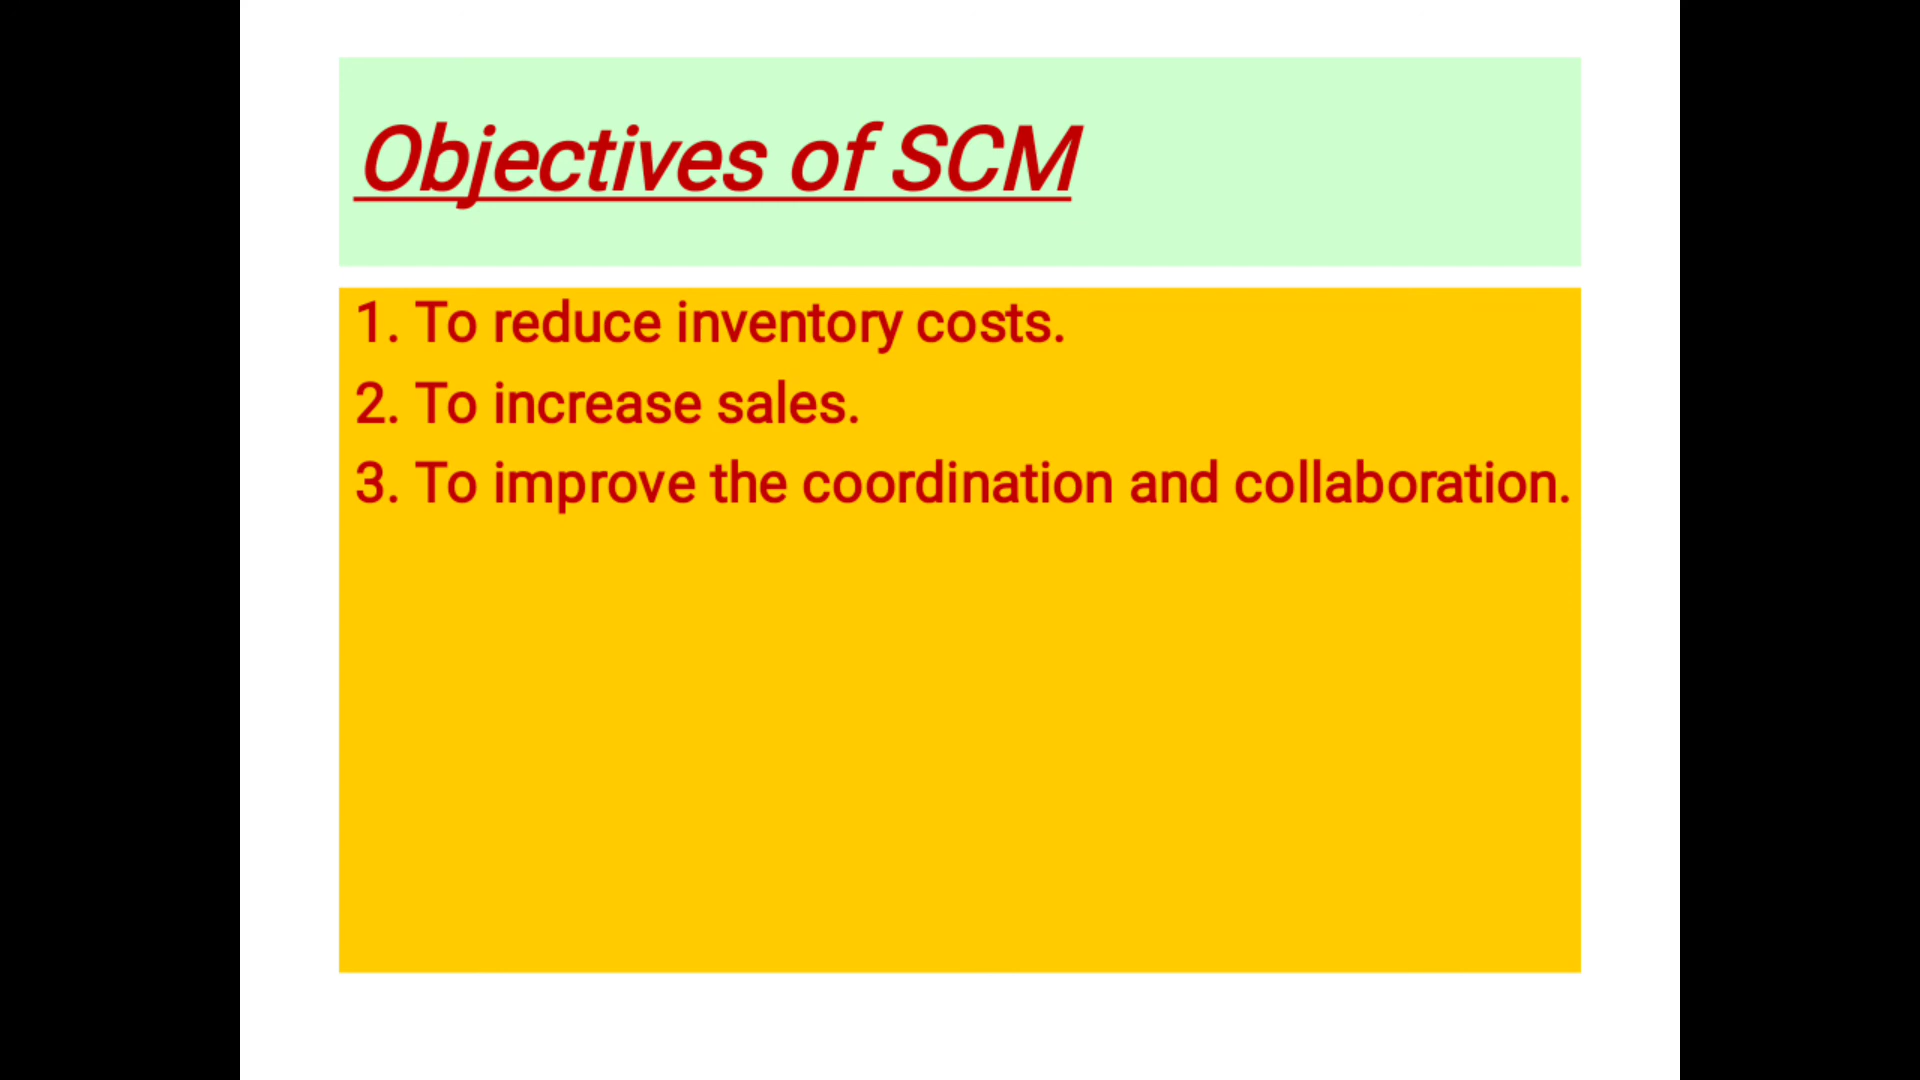 Objectives of SCM
1. To reduce inventory costs.
2. To increase sales.
3. To improve the coordination and collaboration.